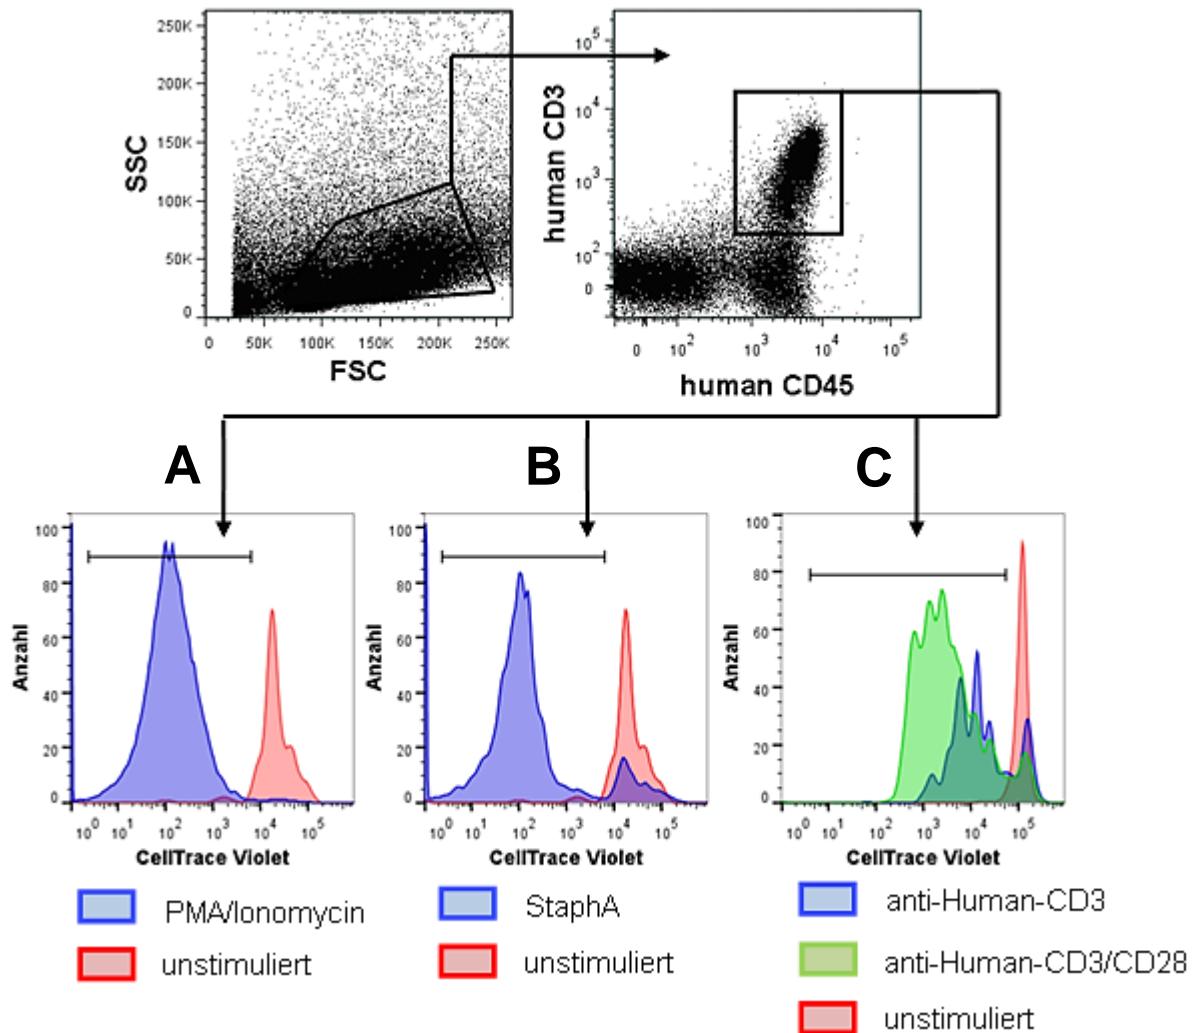 250K
200K
150K
100K
50K
0
SSC
0 50K 100K 150K 200K 250K
FSC
10^5
10^4
10^3
10^2
0
human CD3
0 10^2 10^3 10^4 10^5
human CD45
A
B
C
100
80
60
40
20
0
Anzahl
10^0 10^1 10^2 10^3 10^4 10^5
CellTrace Violet
100
80
60
40
20
0
Anzahl
10^0 10^1 10^2 10^3 10^4 10^5
CellTrace Violet
100
80
60
40
20
0
Anzahl
10^0 10^1 10^2 10^3 10^4 10^5
CellTrace Violet
PMA/Ionomycin
unstimuliert
StaphA
unstimuliert
anti-Human-CD3
anti-Human-CD3/CD28
unstimuliert